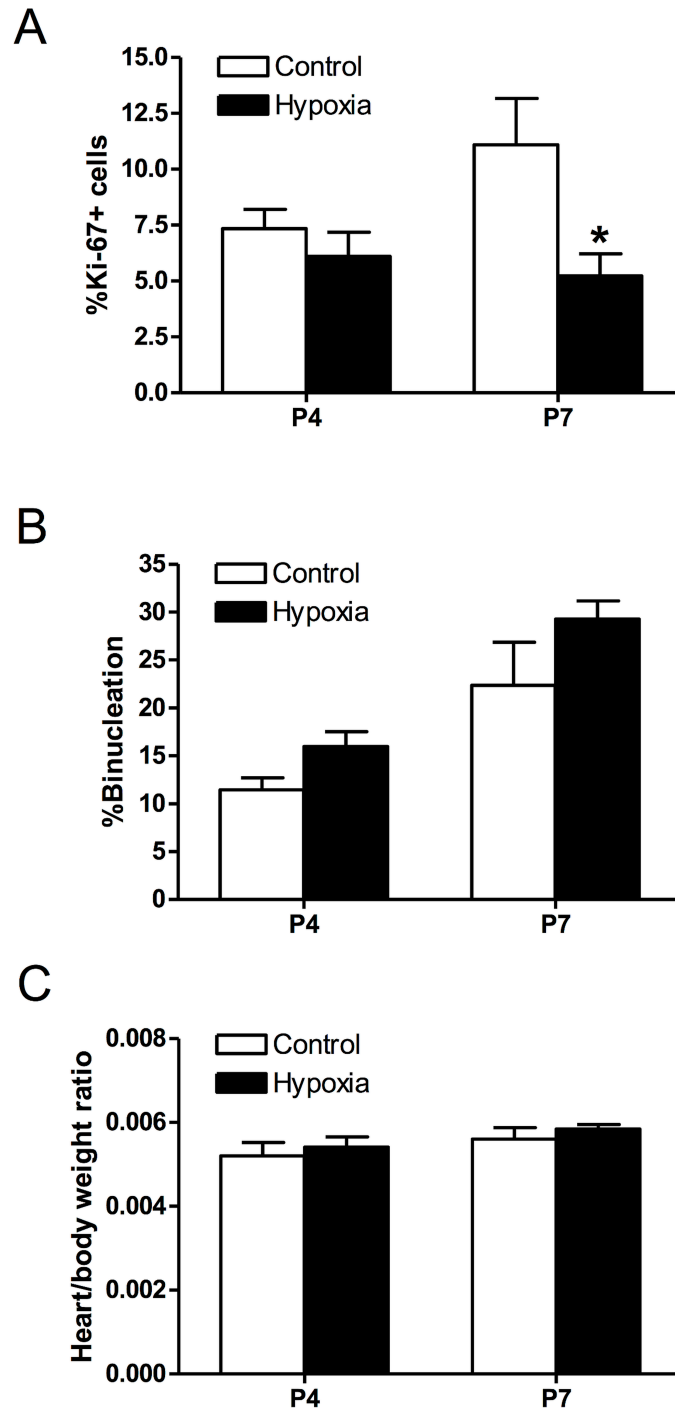 A
15.0
12.5
10.0
7.5
5.0
2.5
0.0
%Ki-67+ cells
Control
Hypoxia
*
P4 P7
B
35
30
25
20
15
10
5
0
%Binucleation
Control
Hypoxia
P4 P7
C
0.008
0.006
0.004
0.002
0.000
Heart/body weight ratio
Control
Hypoxia
P4 P7